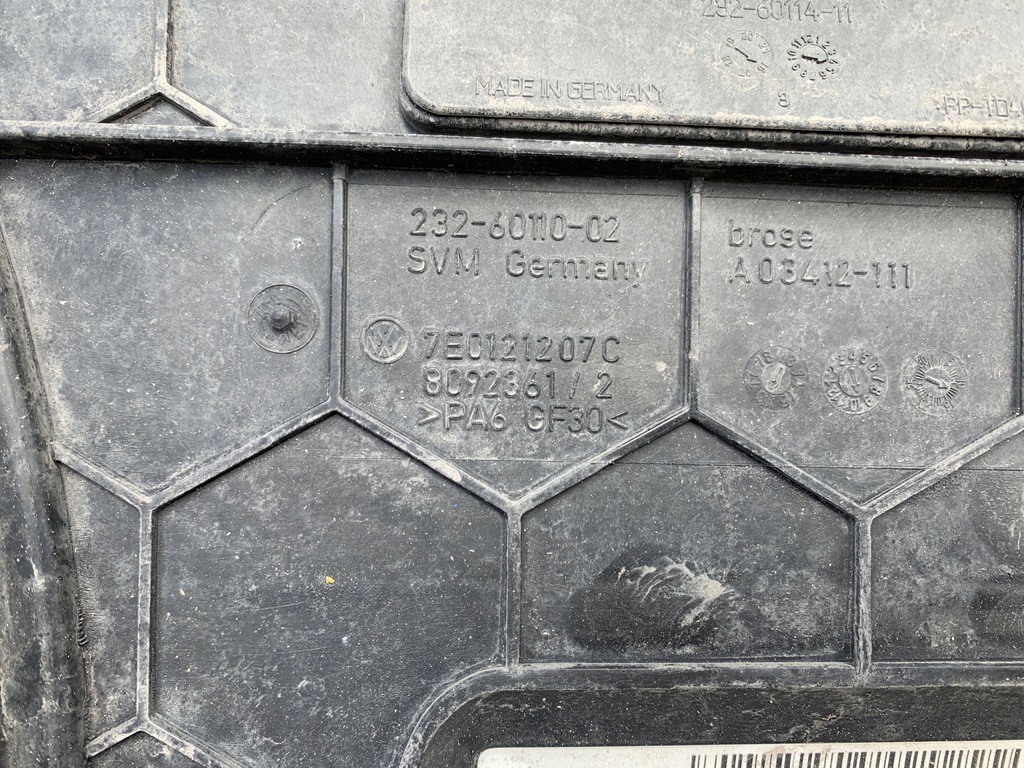 232-60114-11
MADE IN GERMANY
8
232-60110-02
SVM Germany
7E0121207C
8092361/2
>PA6 GF30<
brose
A03412-111